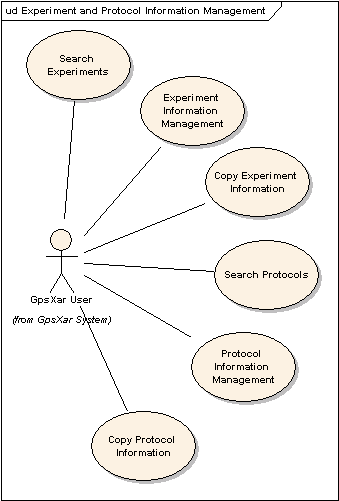 ud Experiment and Protocol Information Management
Search
Experiments
Experiment
Information
Management
Copy Experiment
Information
Search Protocols
GpsXar User
(from GpsXar System)
Protocol
Information
Management
Copy Protocol
Information